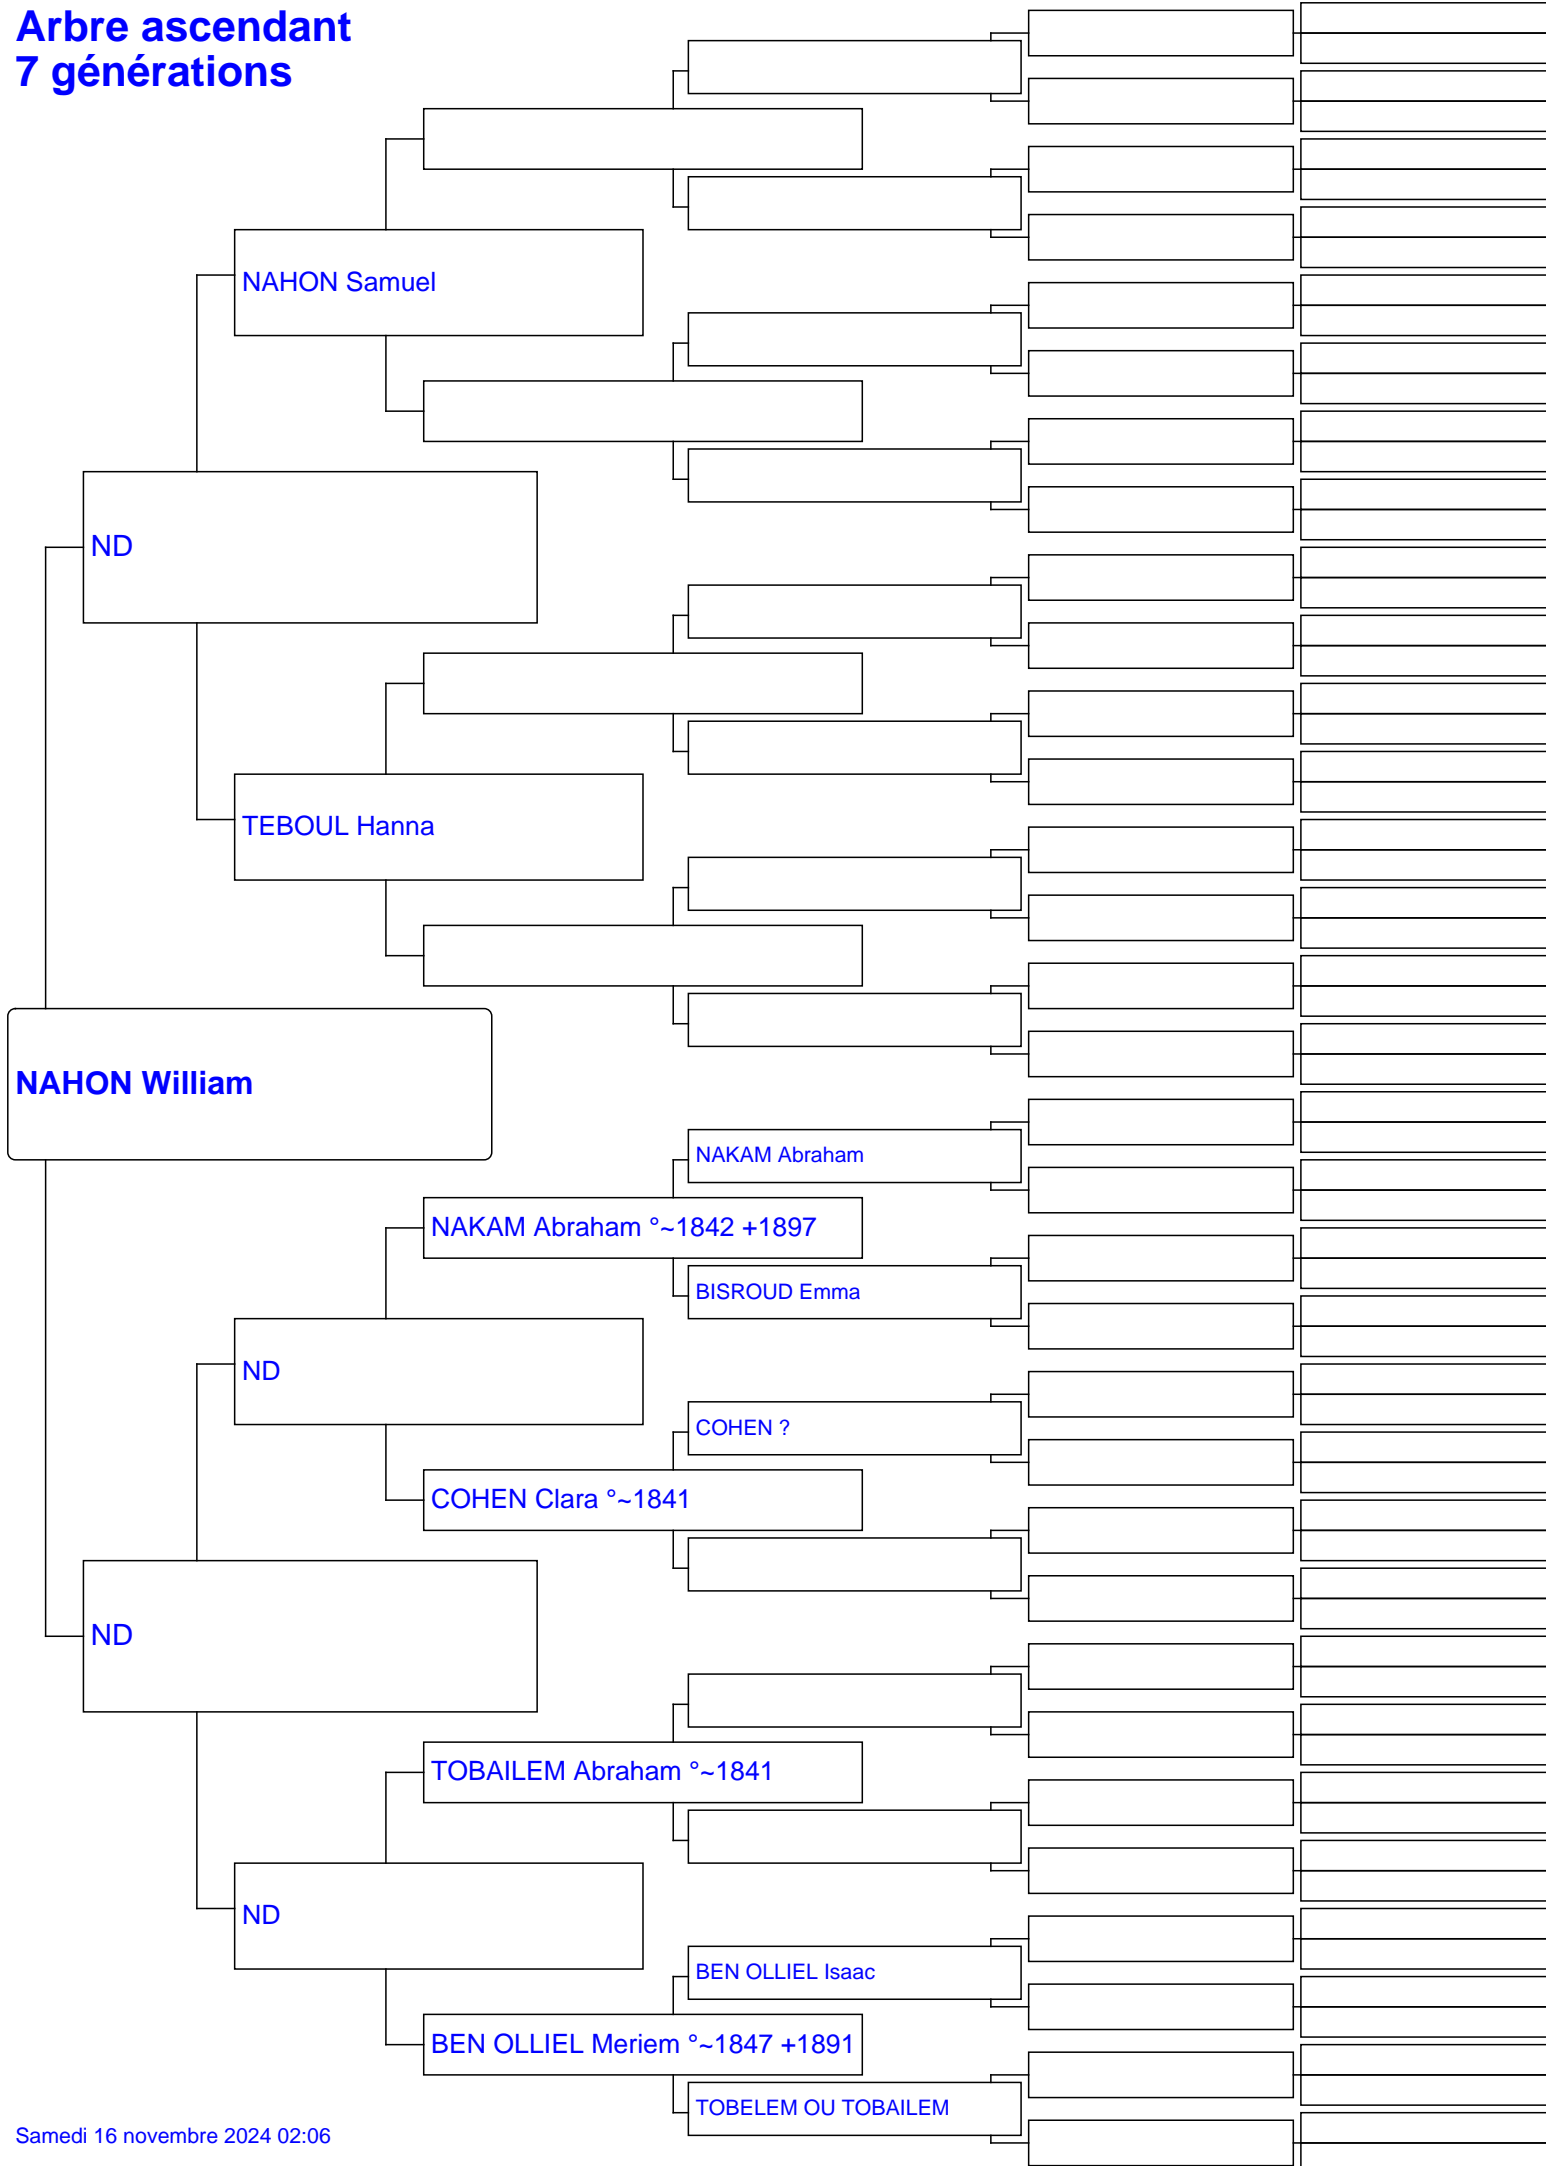 Arbre ascendant
7 générations
NAHON Samuel
ND
TEBOUL Hanna
NAHON William
NAKAM Abraham
NAKAM Abraham °~1842 +1897
BISROUD Emma
ND
COHEN ?
COHEN Clara °~1841
ND
TOBAILEM Abraham °~1841
ND
BEN OLLIEL Isaac
BEN OLLIEL Meriem °~1847 +1891
TOBELEM OU TOBAILEM
Samedi 16 novembre 2024 02:06